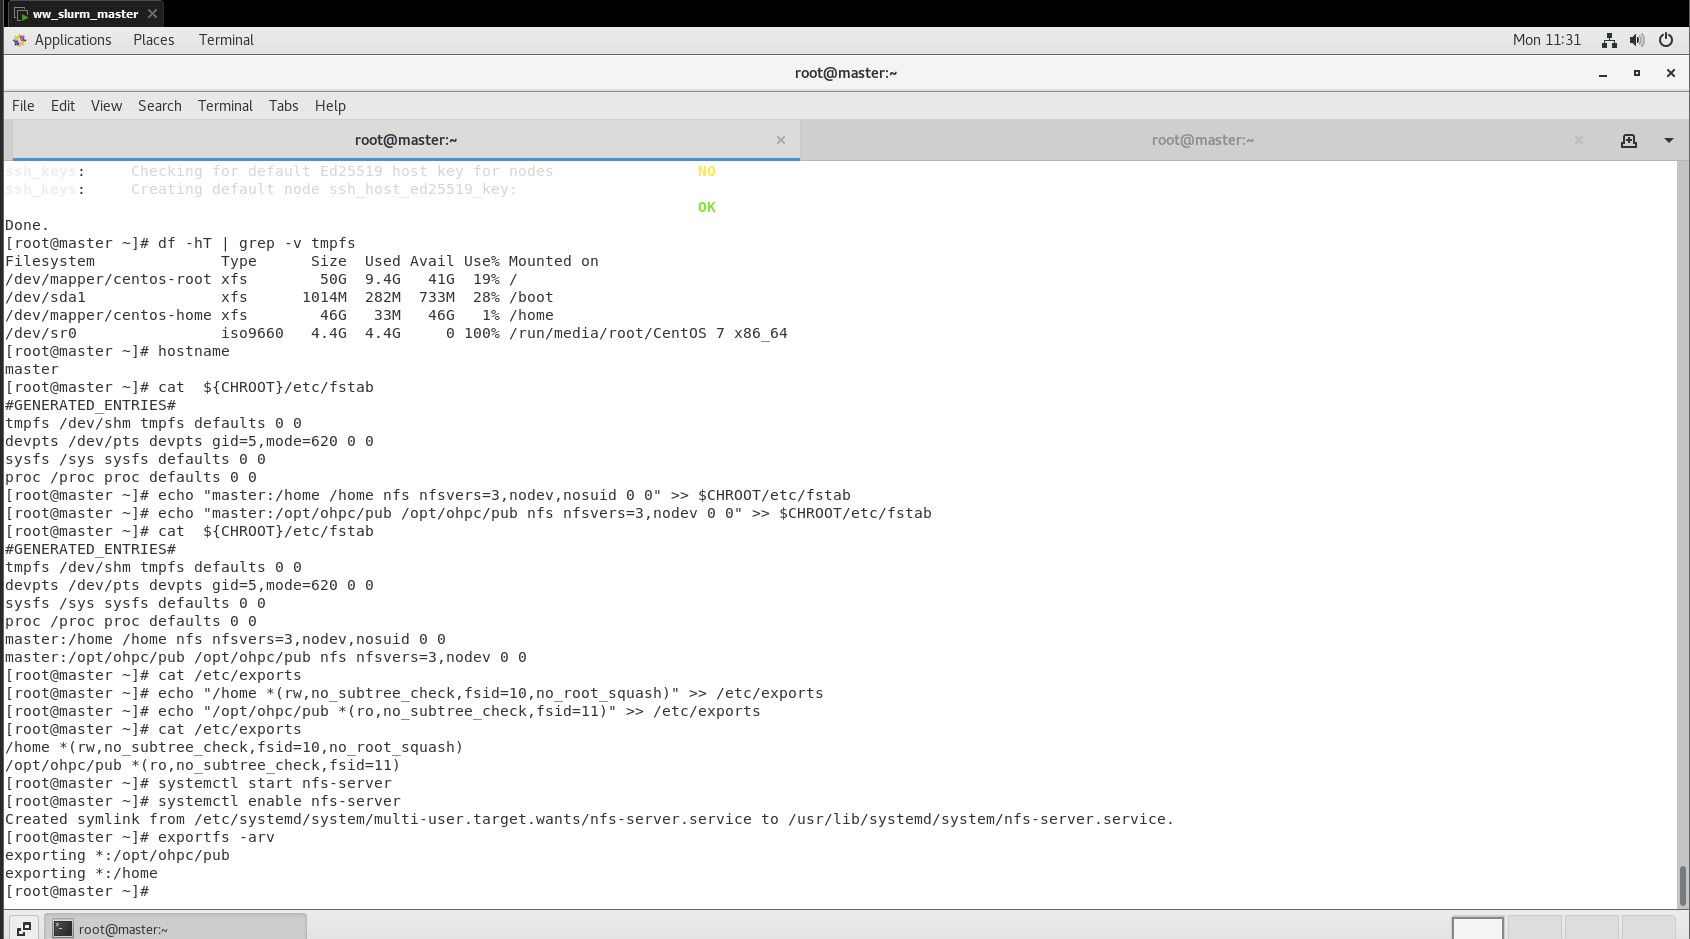 ww_slurm_master
Applications Places Terminal Mon 11:31
root@master:~
File Edit View Search Terminal Tabs Help
root@master:~ root@master:~
ssh_keys:     Checking for default Ed25519 host key for nodes                NO
ssh_keys:     Creating default node ssh_host_ed25519_key:
OK
Done.
[root@master ~]# df -hT | grep -v tmpfs
Filesystem              Type      Size  Used Avail Use% Mounted on
/dev/mapper/centos-root xfs        50G  9.4G   41G  19% /
/dev/sda1               xfs      1014M  282M  733M  28% /boot
/dev/mapper/centos-home xfs        46G   33M   46G   1% /home
/dev/sr0                iso9660   4.4G  4.4G     0 100% /run/media/root/CentOS 7 x86_64
[root@master ~]# hostname
master
[root@master ~]# cat  ${CHROOT}/etc/fstab
#GENERATED_ENTRIES#
tmpfs /dev/shm tmpfs defaults 0 0
devpts /dev/pts devpts gid=5,mode=620 0 0
sysfs /sys sysfs defaults 0 0
proc /proc proc defaults 0 0
[root@master ~]# echo "master:/home /home nfs nfsvers=3,nodev,nosuid 0 0" >> $CHROOT/etc/fstab
[root@master ~]# echo "master:/opt/ohpc/pub /opt/ohpc/pub nfs nfsvers=3,nodev 0 0" >> $CHROOT/etc/fstab
[root@master ~]# cat  ${CHROOT}/etc/fstab
#GENERATED_ENTRIES#
tmpfs /dev/shm tmpfs defaults 0 0
devpts /dev/pts devpts gid=5,mode=620 0 0
sysfs /sys sysfs defaults 0 0
proc /proc proc defaults 0 0
master:/home /home nfs nfsvers=3,nodev,nosuid 0 0
master:/opt/ohpc/pub /opt/ohpc/pub nfs nfsvers=3,nodev 0 0
[root@master ~]# cat /etc/exports
[root@master ~]# echo "/home *(rw,no_subtree_check,fsid=10,no_root_squash)" >> /etc/exports
[root@master ~]# echo "/opt/ohpc/pub *(ro,no_subtree_check,fsid=11)" >> /etc/exports
[root@master ~]# cat /etc/exports
/home *(rw,no_subtree_check,fsid=10,no_root_squash)
/opt/ohpc/pub *(ro,no_subtree_check,fsid=11)
[root@master ~]# systemctl start nfs-server
[root@master ~]# systemctl enable nfs-server
Created symlink from /etc/systemd/system/multi-user.target.wants/nfs-server.service to /usr/lib/systemd/system/nfs-server.service.
[root@master ~]# exportfs -arv
exporting *:/opt/ohpc/pub
exporting *:/home
[root@master ~]#
root@master:~